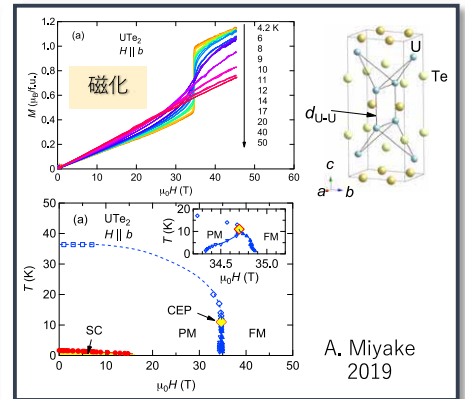 (a)
UTe₂
H || b
磁化
M (μB/f.u.)
1.2
1.0
0.8
0.6
0.4
0.2
0.0
0
10
20
30
40
50
60
μ₀H (T)
4.2 K
6
8
9
10
11
12
14
17
20
40
50
U
Te
dU-U
c
a
b
(a)
UTe₂
H || b
T (K)
50
40
30
20
10
0
SC
CEP
PM
FM
0
10
20
30
40
50
μ₀H (T)
T (K)
20
15
10
5
0
PM
FM
34.5
35.0
μ₀H (T)
A. Miyake
2019